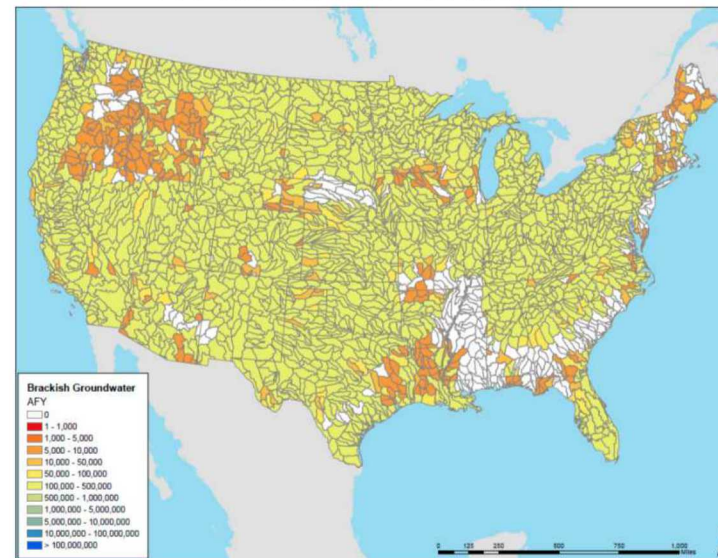 Brackish Groundwater
AFY
0
1 - 1,000
1,000 - 5,000
5,000 - 10,000
10,000 - 50,000
50,000 - 100,000
100,000 - 500,000
500,000 - 1,000,000
1,000,000 - 5,000,000
5,000,000 - 10,000,000
10,000,000 - 100,000,000
> 100,000,000
0 125 250 500 750 1,000
Miles